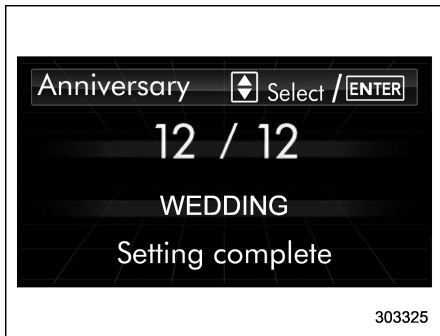 Anniversary Select / ENTER
12 / 12
WEDDING
Setting complete
303325